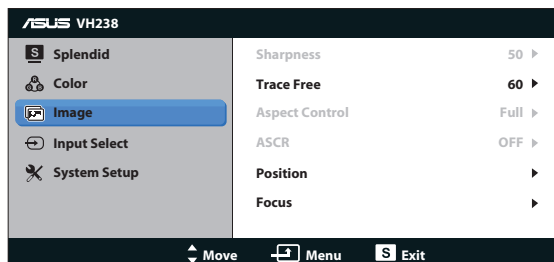 ASUS VH238
S Splendid
Color
Image
Input Select
System Setup
Sharpness 50
Trace Free 60
Aspect Control Full
ASCR OFF
Position
Focus
Move Menu S Exit